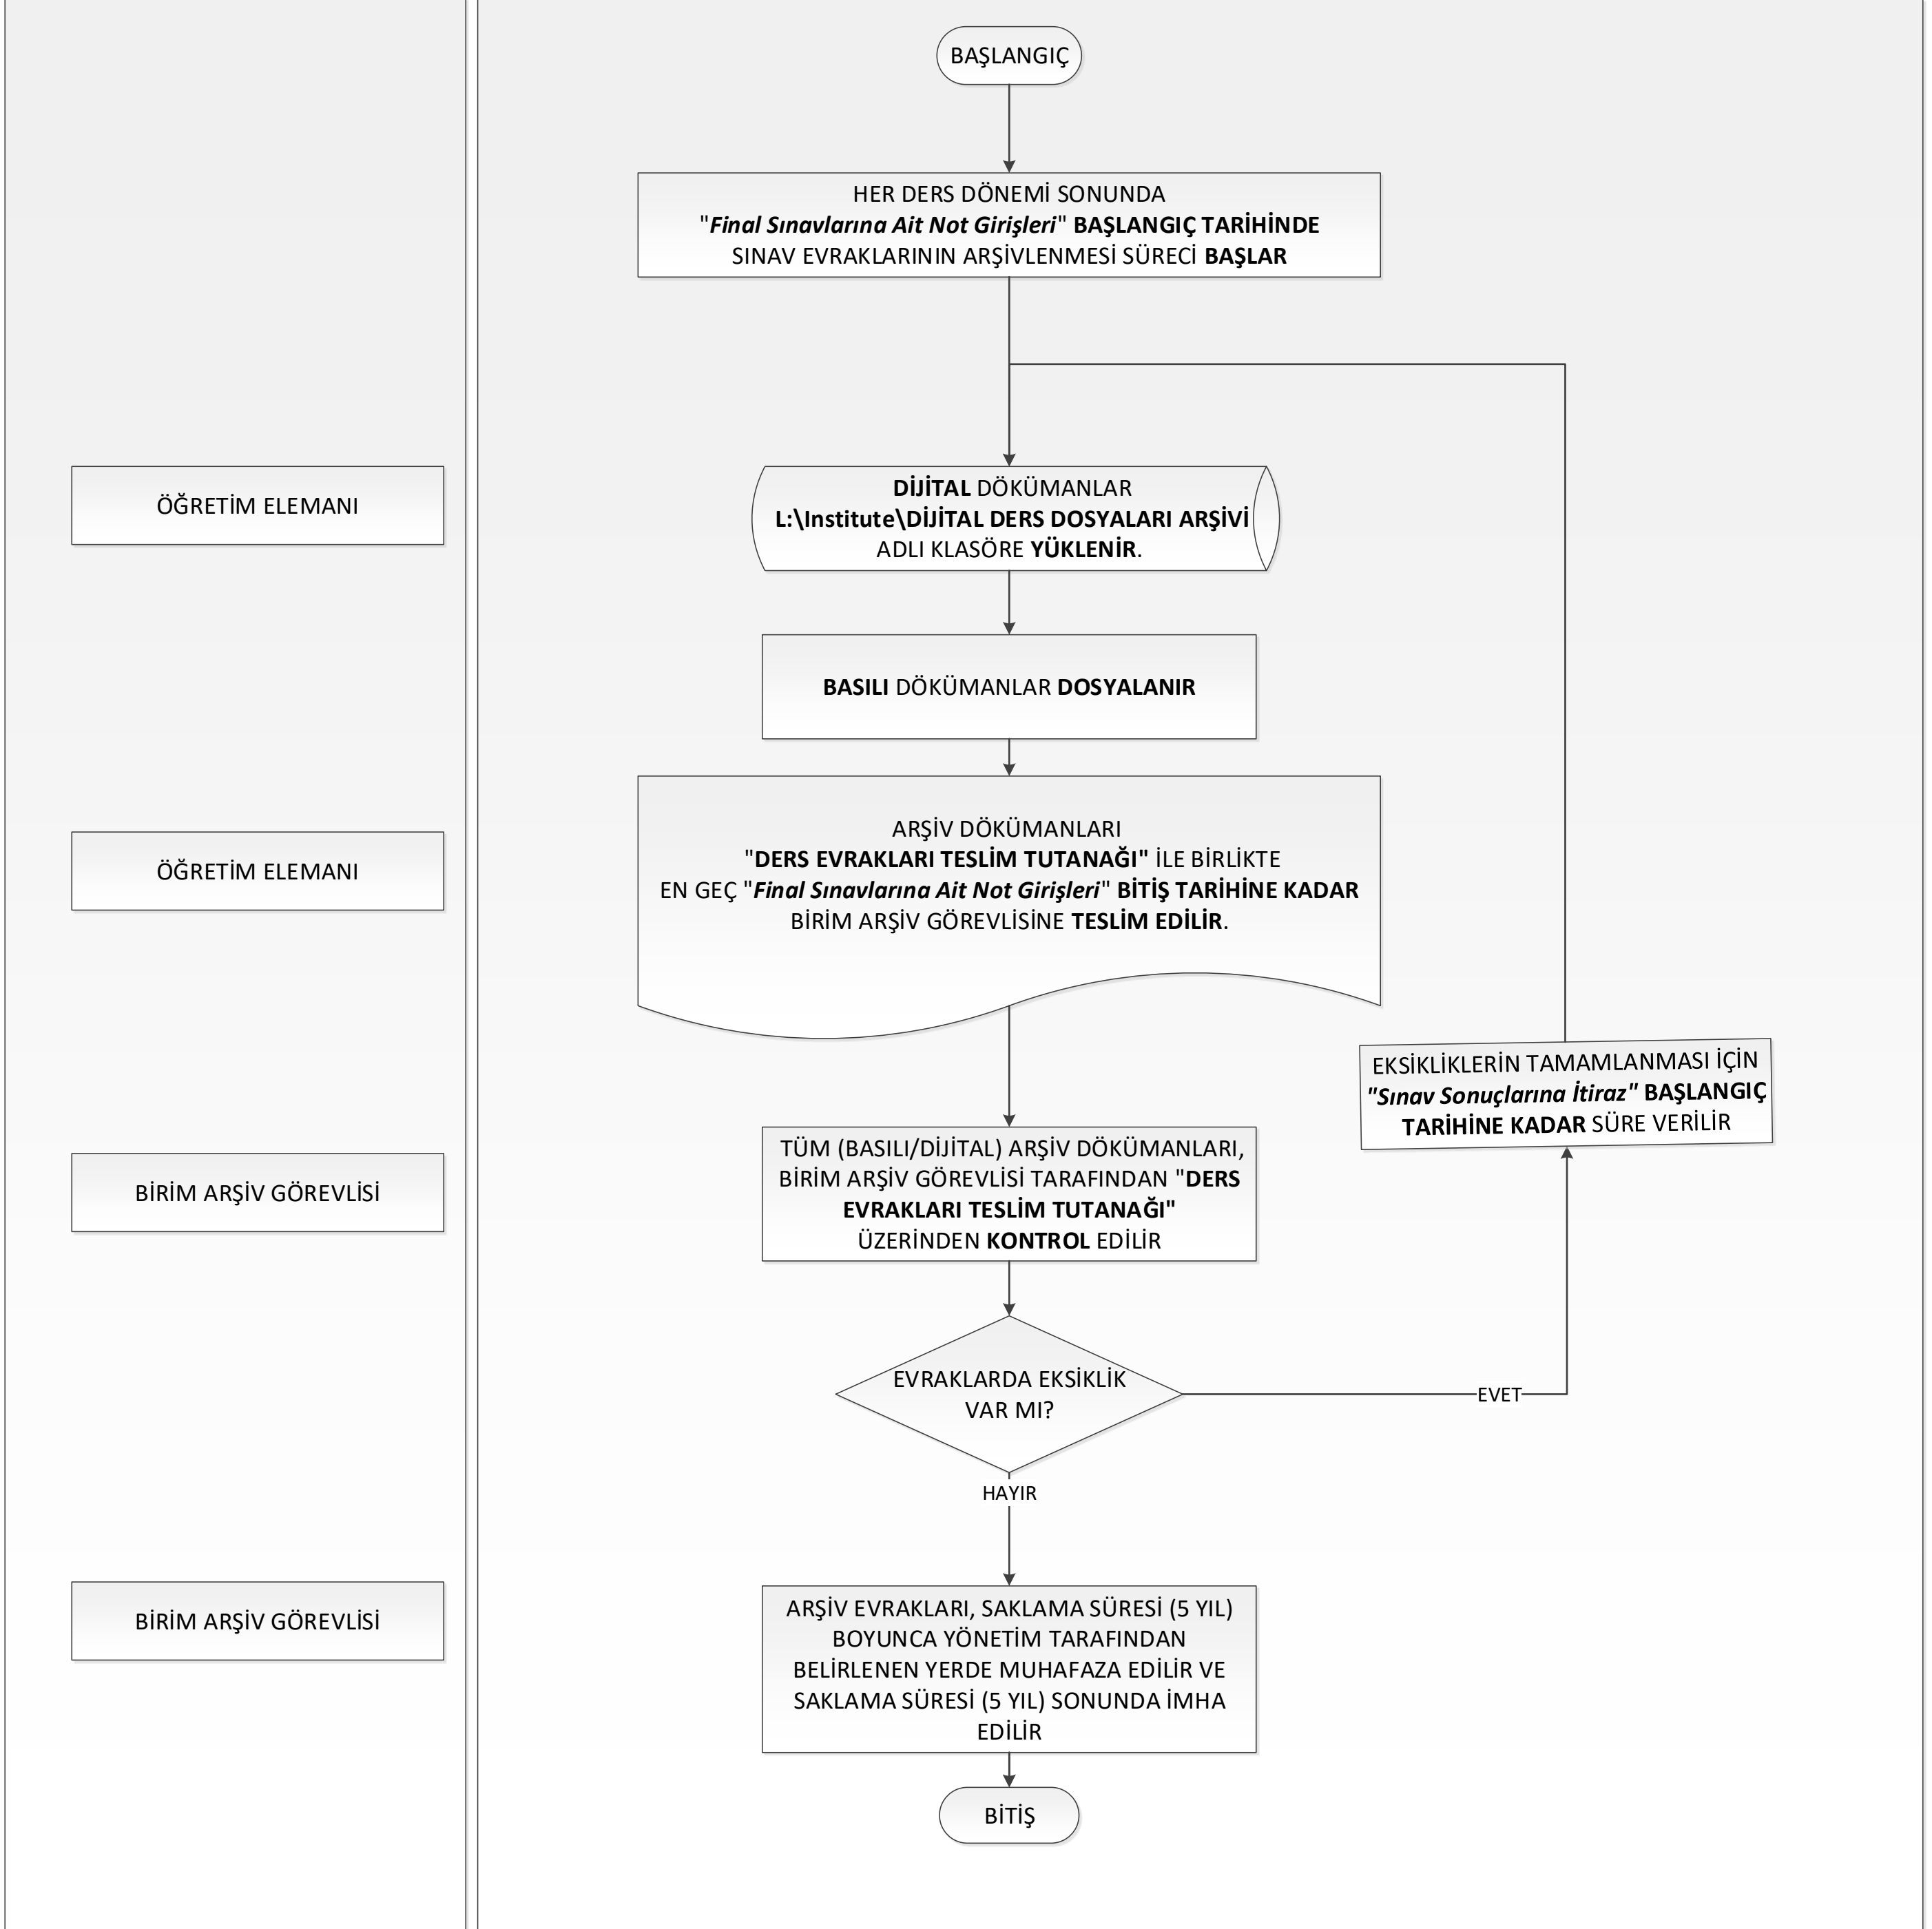 BAŞLANGIÇ
HER DERS DÖNEMİ SONUNDA
"Final Sınavlarına Ait Not Girişleri" BAŞLANGIÇ TARİHİNDE
SINAV EVRAKLARININ ARŞİVLENMESİ SÜRECİ BAŞLAR
ÖĞRETİM ELEMANI
DİJİTAL DÖKÜMANLAR
L:\Institute\DİJİTAL DERS DOSYALARI ARŞİVİ
ADLI KLASÖRE YÜKLENİR.
BASILI DÖKÜMANLAR DOSYALANIR
ÖĞRETİM ELEMANI
ARŞİV DÖKÜMANLARI
"DERS EVRAKLARI TESLİM TUTANAĞI" İLE BİRLİKTE
EN GEÇ "Final Sınavlarına Ait Not Girişleri" BİTİŞ TARİHİNE KADAR
BİRİM ARŞİV GÖREVLİSİNE TESLİM EDİLİR.
EKSİKLİKLERİN TAMAMLANMASI İÇİN
"Sınav Sonuçlarına İtiraz" BAŞLANGIÇ
TARİHİNE KADAR SÜRE VERİLİR
BİRİM ARŞİV GÖREVLİSİ
TÜM (BASILI/DİJİTAL) ARŞİV DÖKÜMANLARI,
BİRİM ARŞİV GÖREVLİSİ TARAFINDAN "DERS
EVRAKLARI TESLİM TUTANAĞI"
ÜZERİNDEN KONTROL EDİLİR
EVRAKLARDA EKSİKLİK
VAR MI?
EVET
HAYIR
BİRİM ARŞİV GÖREVLİSİ
ARŞİV EVRAKLARI, SAKLAMA SÜRESİ (5 YIL)
BOYUNCA YÖNETİM TARAFINDAN
BELİRLENEN YERDE MUHAFAZA EDİLİR VE
SAKLAMA SÜRESİ (5 YIL) SONUNDA İMHA
EDİLİR
BİTİŞ